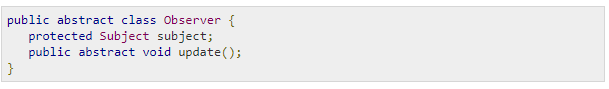 public abstract class Observer {
   protected Subject subject;
   public abstract void update();
}